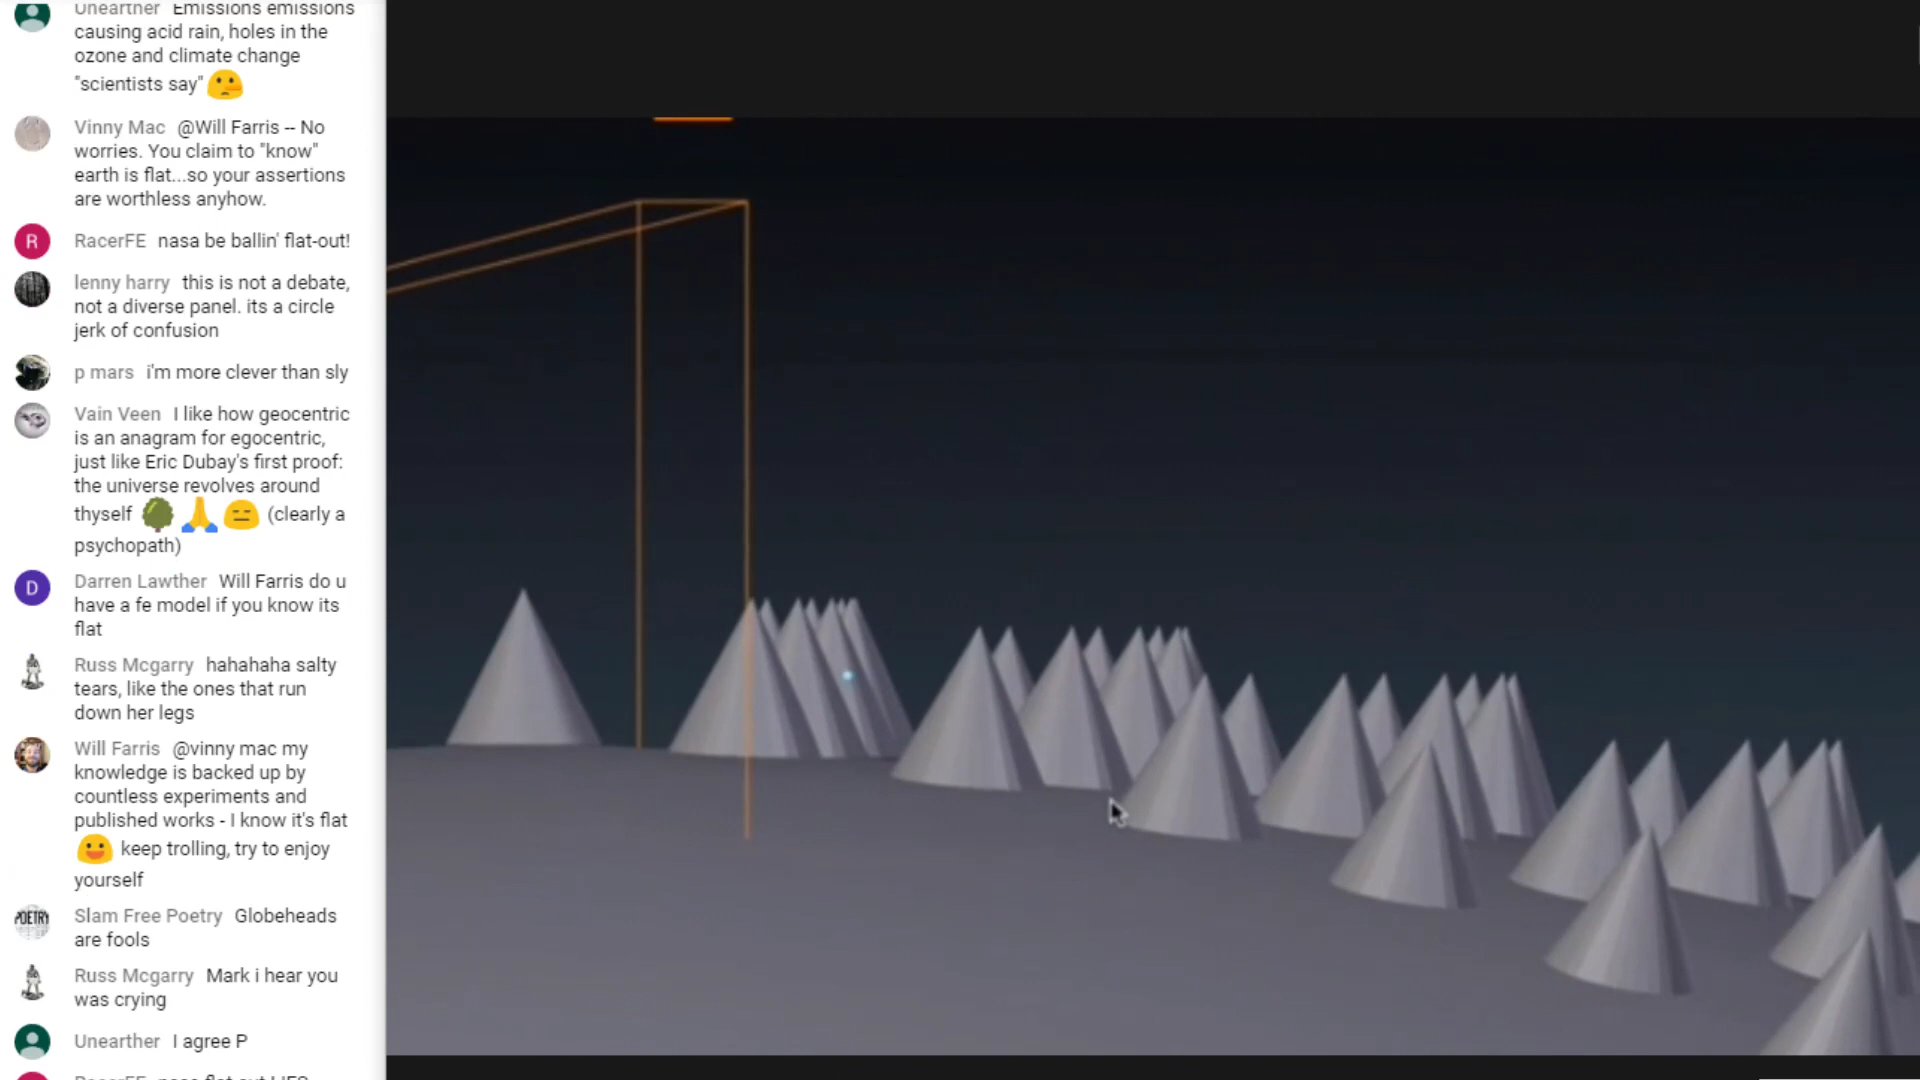 Unearther Emissions emissions
causing acid rain, holes in the
ozone and climate change
"scientists say"
Vinny Mac @Will Farris -- No
worries. You claim to "know"
earth is flat...so your assertions
are worthless anyhow.
R RacerFE nasa be ballin' flat-out!
lenny harry this is not a debate,
not a diverse panel. its a circle
jerk of confusion
p mars i'm more clever than sly
Vain Veen I like how geocentric
is an anagram for egocentric,
just like Eric Dubay's first proof:
the universe revolves around
thyself 🌳 🙏 😑 (clearly a
psychopath)
Darren Lawther Will Farris do u
D have a fe model if you know its
flat
Russ Mcgarry hahahaha salty
tears, like the ones that run
down her legs
Will Farris @vinny mac my
knowledge is backed up by
countless experiments and
published works - I know it's flat
😀 keep trolling, try to enjoy
yourself
POETRY Slam Free Poetry Globeheads
are fools
Russ Mcgarry Mark i hear you
was crying
Unearther I agree P